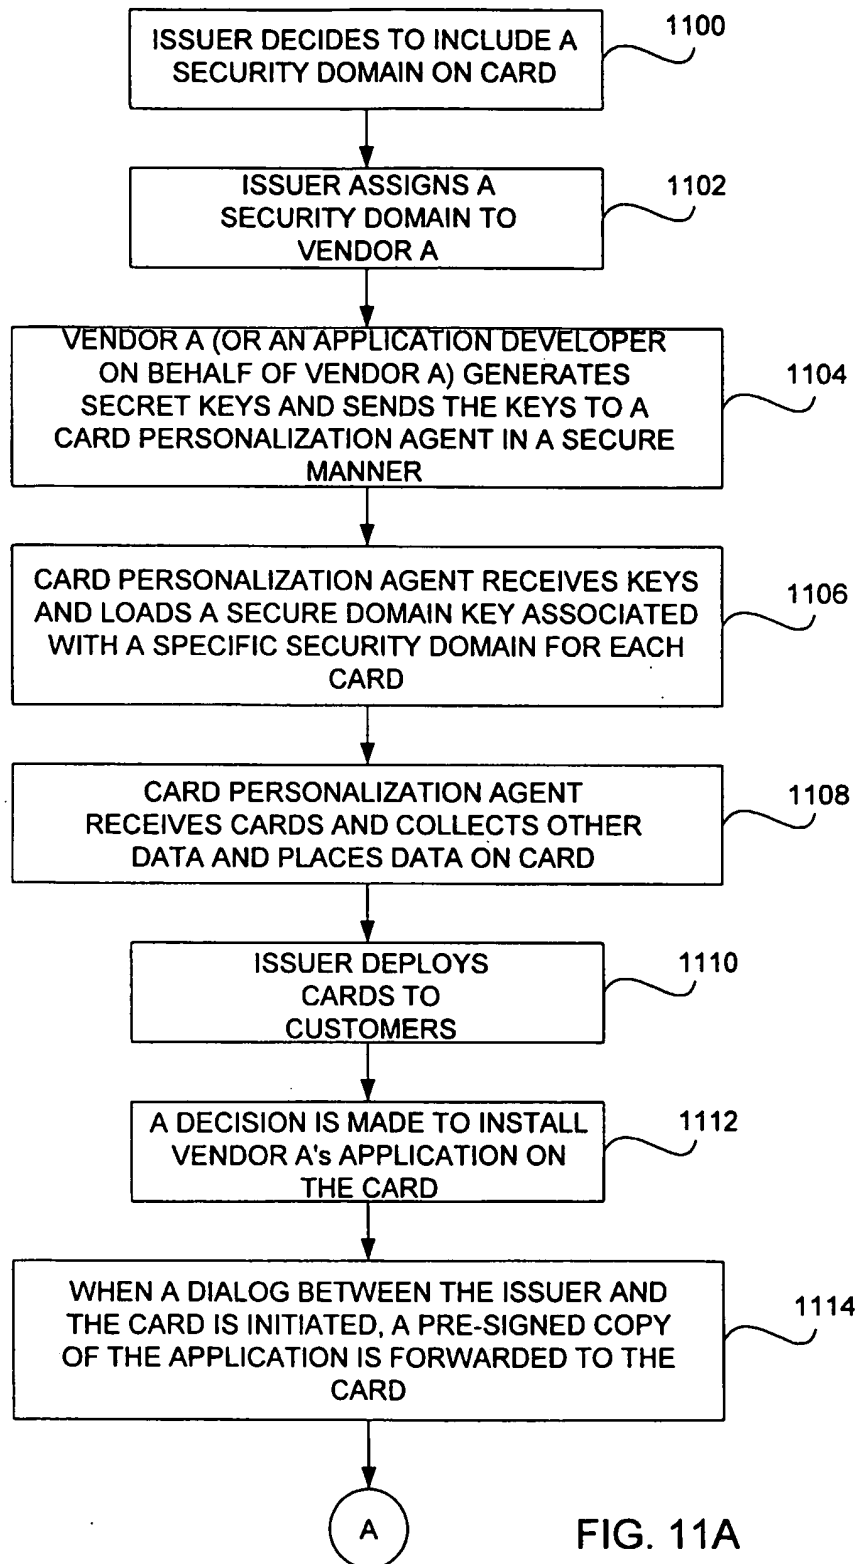 ISSUER DECIDES TO INCLUDE A
SECURITY DOMAIN ON CARD
1100
ISSUER ASSIGNS A
SECURITY DOMAIN TO
VENDOR A
1102
VENDOR A (OR AN APPLICATION DEVELOPER
ON BEHALF OF VENDOR A) GENERATES
SECRET KEYS AND SENDS THE KEYS TO A
CARD PERSONALIZATION AGENT IN A SECURE
MANNER
1104
CARD PERSONALIZATION AGENT RECEIVES KEYS
AND LOADS A SECURE DOMAIN KEY ASSOCIATED
WITH A SPECIFIC SECURITY DOMAIN FOR EACH
CARD
1106
CARD PERSONALIZATION AGENT
RECEIVES CARDS AND COLLECTS OTHER
DATA AND PLACES DATA ON CARD
1108
ISSUER DEPLOYS
CARDS TO
CUSTOMERS
1110
A DECISION IS MADE TO INSTALL
VENDOR A's APPLICATION ON
THE CARD
1112
WHEN A DIALOG BETWEEN THE ISSUER AND
THE CARD IS INITIATED, A PRE-SIGNED COPY
OF THE APPLICATION IS FORWARDED TO THE
CARD
1114
A
FIG. 11A